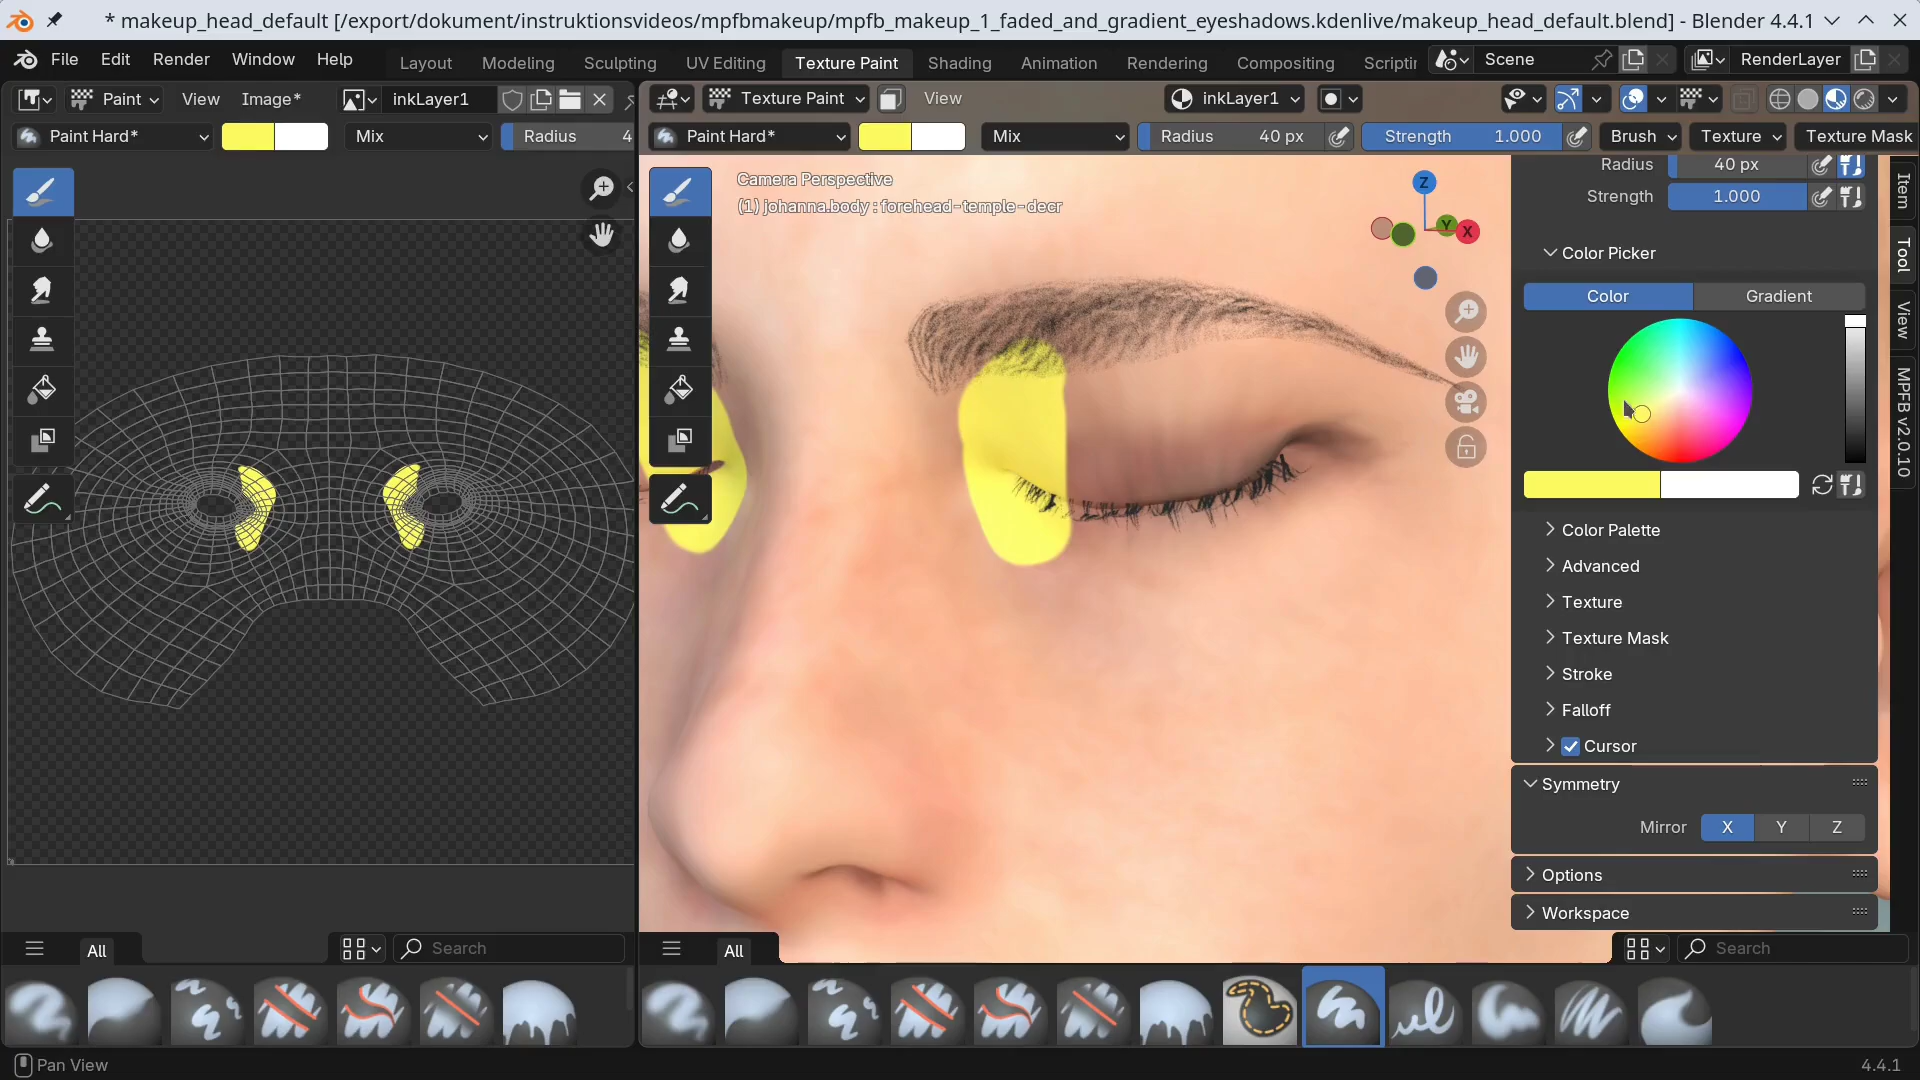 * makeup_head_default [/export/dokument/instruktionsvideos/mpfbmakeup/mpfb_makeup_1_faded_and_gradient_eyeshadows.kdenlive/makeup_head_default.blend] - Blender 4.4.1
File Edit Render Window Help Layout Modeling Sculpting UV Editing Texture Paint Shading Animation Rendering Compositing Scriptir Scene RenderLayer
Paint View Image* inkLayer1 Texture Paint View inkLayer1
Paint Hard* Mix Radius 4 Paint Hard* Mix Radius 40 px Strength 1.000 Brush Texture Texture Mask
Camera Perspective
(1) johanna.body : forehead-temple-decr
Z
Y
X
Radius 40 px
Strength 1.000
Color Picker
Color Gradient
Color Palette
Advanced
Texture
Texture Mask
Stroke
Falloff
Cursor
Symmetry
Mirror X Y Z
Options
Workspace
Item
Tool
View
MPFB v2.0.10
All Search All Search
Pan View 4.4.1